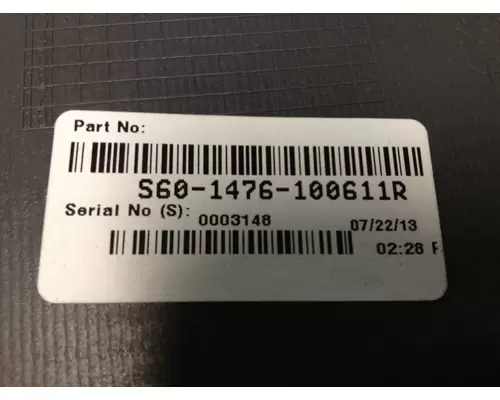 Part No:
S60-1476-100611R
Serial No (S): 0003148 07/22/13
02:28 P